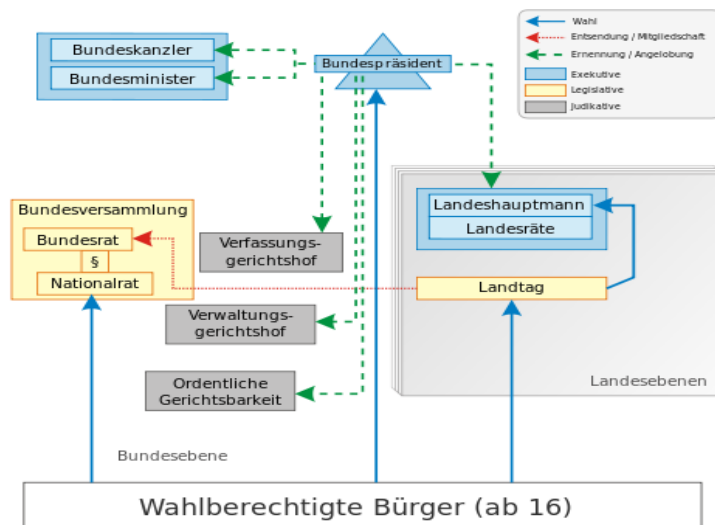 Bundeskanzler
Bundesminister
Bundespräsident
Wahl
Entsendung / Mitgliedschaft
Ernennung / Angelobung
Exekutive
Legislative
Judikative
Bundesversammlung
Bundesrat
§
Nationalrat
Verfassungs-
gerichtshof
Verwaltungs-
gerichtshof
Ordentliche
Gerichtsbarkeit
Landeshauptmann
Landesräte
Landtag
Landesebenen
Bundesebene
Wahlberechtigte Bürger (ab 16)